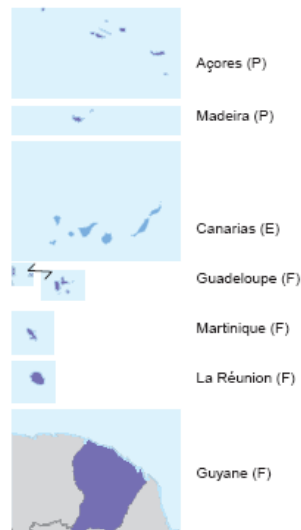 Açores (P)
Madeira (P)
Canarias (E)
Guadeloupe (F)
Martinique (F)
La Réunion (F)
Guyane (F)